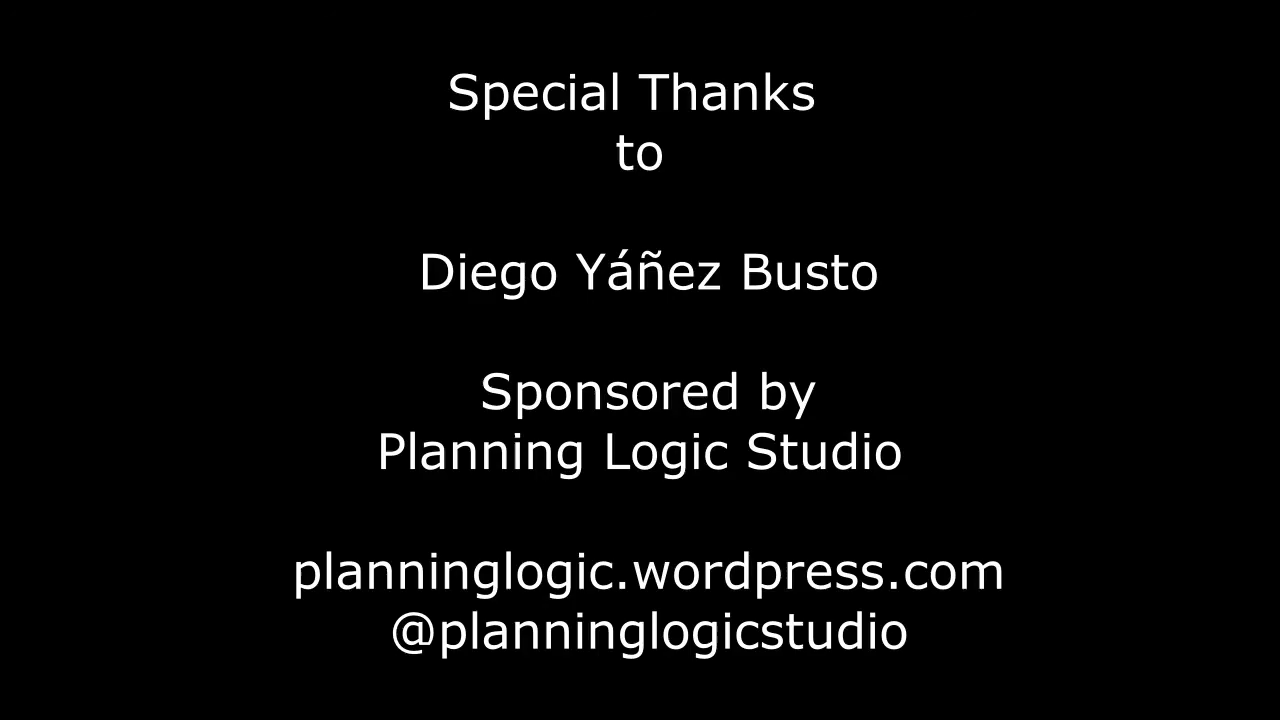 Special Thanks
to
Diego Yáñez Busto
Sponsored by
Planning Logic Studio
planninglogic.wordpress.com
@planninglogicstudio